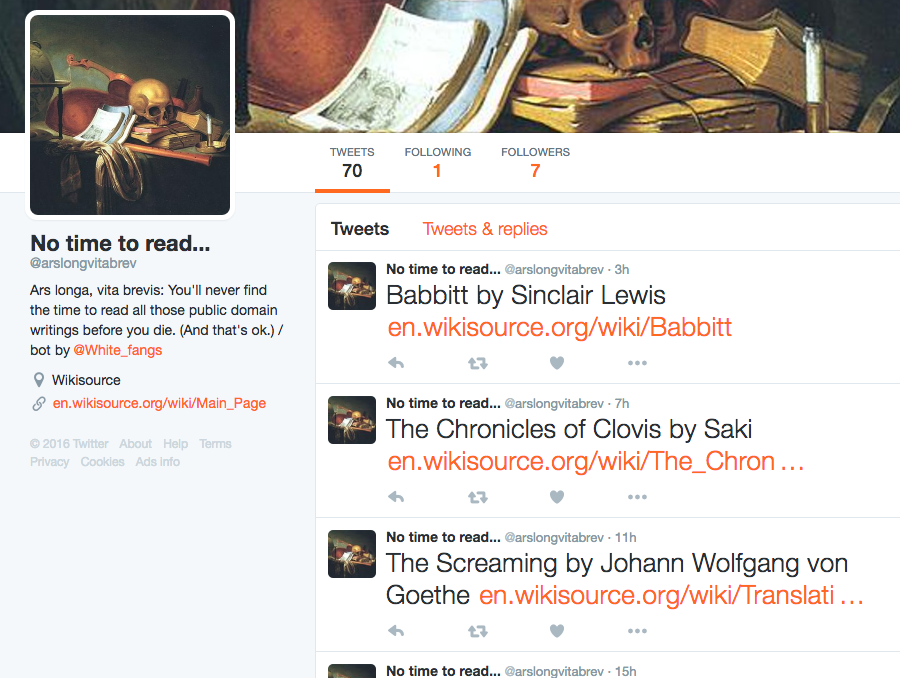 TWEETS
70
FOLLOWING
1
FOLLOWERS
7
No time to read...
@arslongvitabrev
Ars longa, vita brevis: You'll never find
the time to read all those public domain
writings before you die. (And that's ok.) /
bot by @White_fangs
Wikisource
en.wikisource.org/wiki/Main_Page
© 2016 Twitter About Help Terms
Privacy Cookies Ads info
Tweets Tweets & replies
No time to read... @arslongvitabrev · 3h
Babbitt by Sinclair Lewis
en.wikisource.org/wiki/Babbitt
No time to read... @arslongvitabrev · 7h
The Chronicles of Clovis by Saki
en.wikisource.org/wiki/The_Chron …
No time to read... @arslongvitabrev · 11h
The Screaming by Johann Wolfgang von
Goethe en.wikisource.org/wiki/Translati …
No time to read... @arslongvitabrev · 15h